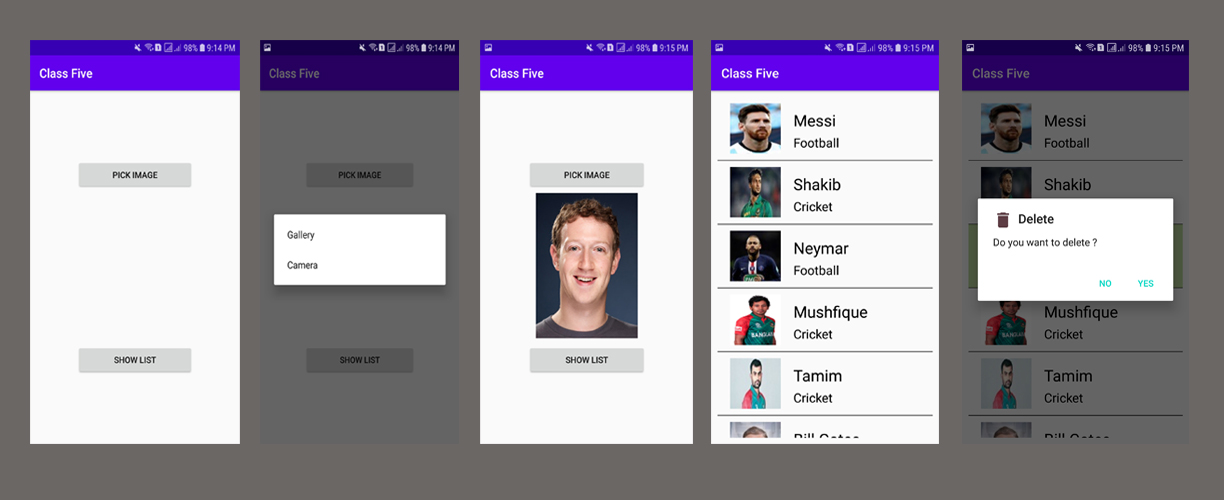 98% 9:14 PM
Class Five
PICK IMAGE
SHOW LIST
98% 9:14 PM
Class Five
PICK IMAGE
Gallery
Camera
SHOW LIST
98% 9:15 PM
Class Five
PICK IMAGE
SHOW LIST
98% 9:15 PM
Class Five
Messi
Football
Shakib
Cricket
Neymar
Football
Mushfique
Cricket
Tamim
Cricket
Bill Gates
98% 9:15 PM
Class Five
Messi
Football
Shakib
Delete
Do you want to delete ?
NO YES
Mushfique
Cricket
Tamim
Cricket